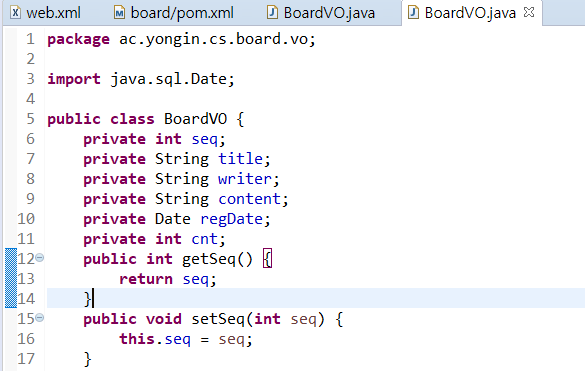 web.xml board/pom.xml BoardVO.java BoardVO.java
1 package ac.yongin.cs.board.vo;
2
3 import java.sql.Date;
4
5 public class BoardVO {
6 private int seq;
7 private String title;
8 private String writer;
9 private String content;
10 private Date regDate;
11 private int cnt;
12 public int getSeq() {
13 return seq;
14 }
15 public void setSeq(int seq) {
16 this.seq = seq;
17 }